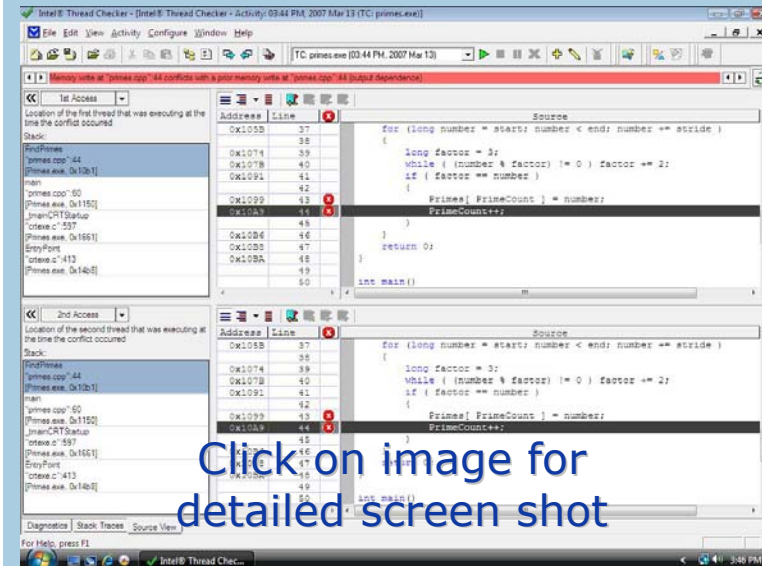 Intel® Thread Checker - [Intel® Thread Checker - Activity: 03:44 PM, 2007 Mar 13 (TC: primes.exe)]
File Edit View Activity Configure Window Help
TC: primes.exe (03:44 PM, 2007 Mar 13)
Memory write at "primes.cpp":44 conflicts with a prior memory write at "primes.cpp":44 (output dependence)
1st Access
Location of the first thread that was executing at the time the conflict occurred
Stack:
FindPrimes
"primes.cpp":44
[Primes.exe, 0x10b1]
main
"primes.cpp":60
[Primes.exe, 0x1150]
_tmainCRTStartup
"crtexe.c":597
[Primes.exe, 0x1661]
EntryPoint
"crtexe.c":413
[Primes.exe, 0x14b8]
Address Line Source
0x105B 37 for (long number = start; number < end; number += stride )
38 {
0x1074 39 long factor = 3;
0x107B 40 while ( (number % factor) != 0 ) factor += 2;
0x1091 41 if ( factor == number )
42 {
0x1099 43 Primes[ PrimeCount ] = number;
0x10A9 44 PrimeCount++;
45 }
0x10B6 46 }
0x10B8 47 return 0;
0x10BA 48 }
49
50 int main()
2nd Access
Location of the second thread that was executing at the time the conflict occurred
Stack:
FindPrimes
"primes.cpp":44
[Primes.exe, 0x10b1]
main
"primes.cpp":60
[Primes.exe, 0x1150]
_tmainCRTStartup
"crtexe.c":597
[Primes.exe, 0x1661]
EntryPoint
"crtexe.c":413
[Primes.exe, 0x14b8]
Address Line Source
0x105B 37 for (long number = start; number < end; number += stride )
38 {
0x1074 39 long factor = 3;
0x107B 40 while ( (number % factor) != 0 ) factor += 2;
0x1091 41 if ( factor == number )
42 {
0x1099 43 Primes[ PrimeCount ] = number;
0x10A9 44 PrimeCount++;
45 }
46
47
48
49
50 int main()
Click on image for
detailed screen shot
Diagnostics Stack Traces Source View
For Help, press F1
Intel® Thread Chec...
3:46 PM